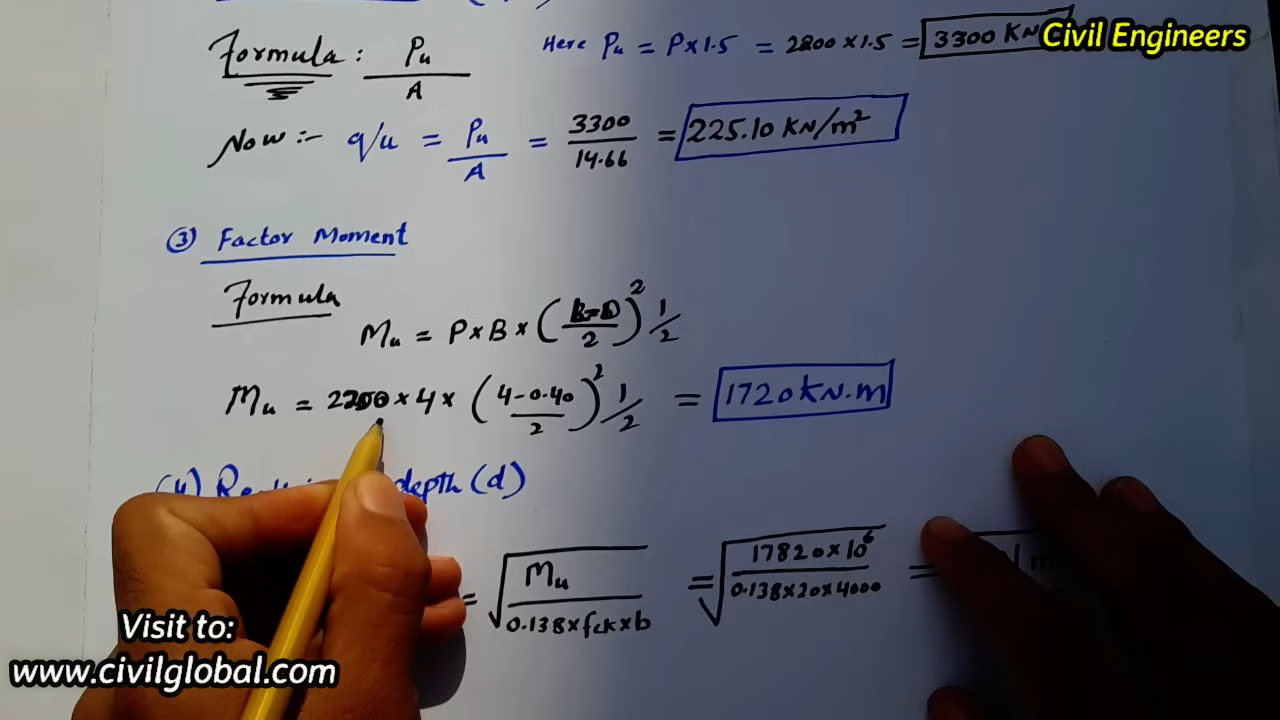 Formula: Pu/A Here Pu = P×1.5 = 2200×1.5 = 3300 KN
Civil Engineers
Now:- q/u = Pu/A = 3300/14.66 = 225.10 KN/m²
③ Factor Moment
Formula
Mu = P×B×(B-D/2)² 1/2
Mu = 2200×4×(4-0.40/2)² 1/2 = 1720 KN.m
(4) depth (d)
= √Mu/0.138×fck×b = √17820×10⁶/0.138×20×4000 =
Visit to:
www.civilglobal.com